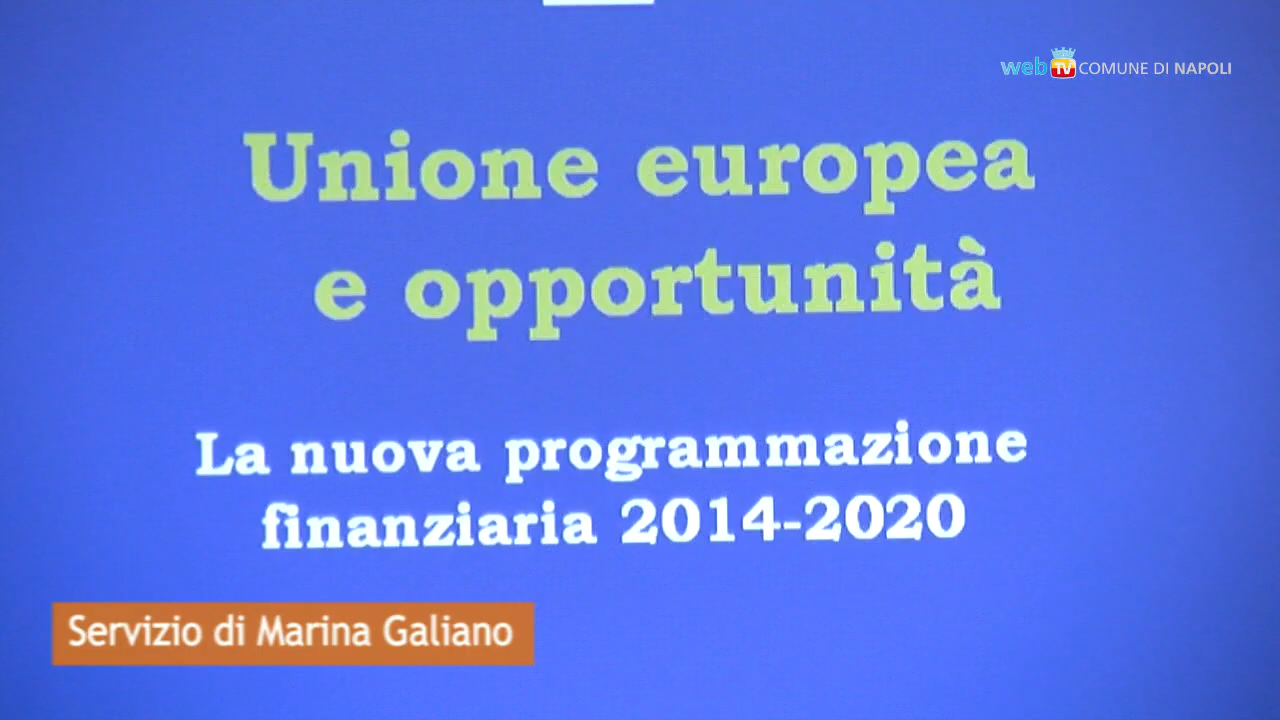 web TV COMUNE DI NAPOLI
Unione europea
e opportunità
La nuova programmazione
finanziaria 2014-2020
Servizio di Marina Galiano